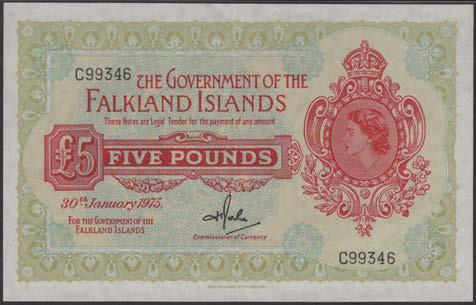 C99346
THE GOVERNMENT OF THE
FALKLAND ISLANDS
These Notes are Legal Tender for the payment of any amount
£5 FIVE POUNDS
30th January 1975.
FOR THE GOVERNMENT OF THE
FALKLAND ISLANDS
Commissioner of Currency
C99346